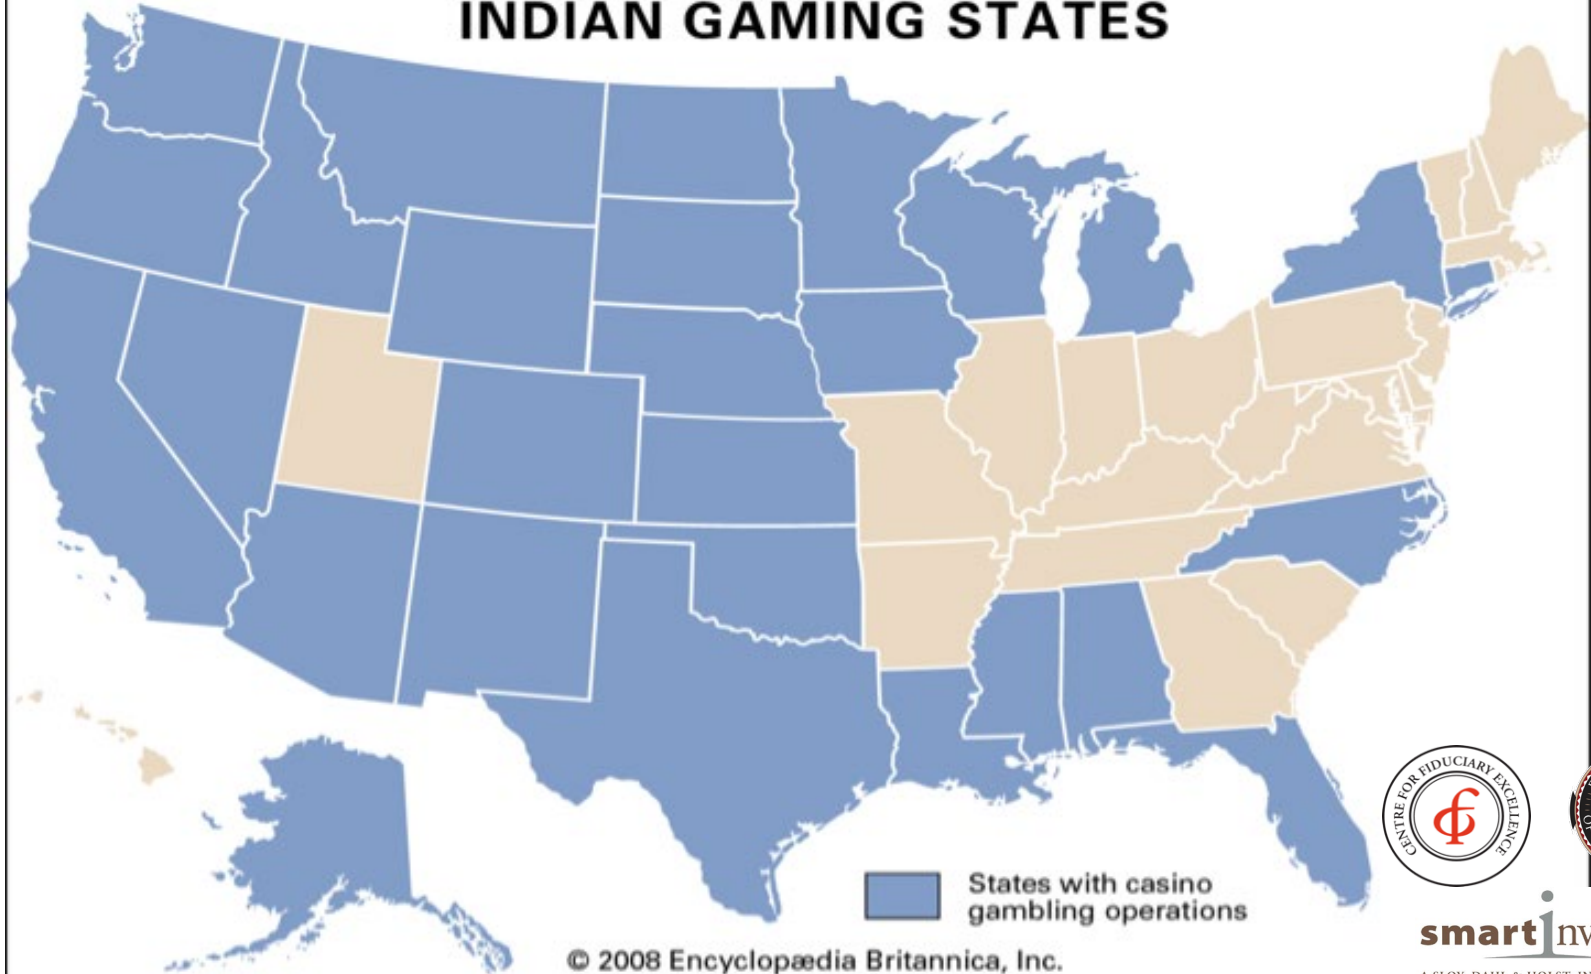 INDIAN GAMING STATES
CENTRE FOR FIDUCIARY EXCELLENCE
States with casino
gambling operations
smart
© 2008 Encyclopædia Britannica, Inc.